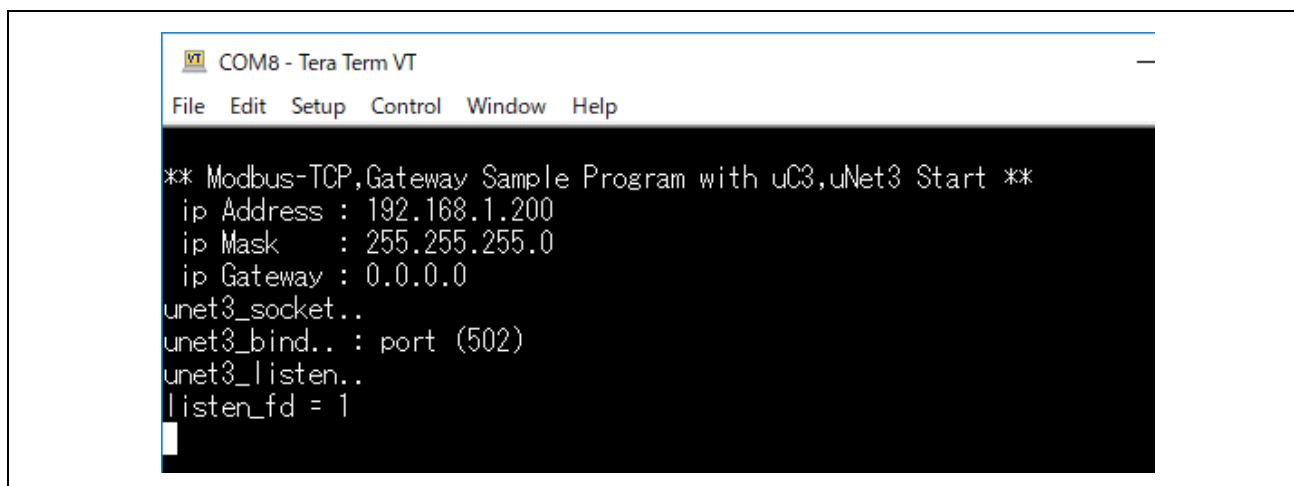 COM8 - Tera Term VT
File Edit Setup Control Window Help
** Modbus-TCP,Gateway Sample Program with uC3,uNet3 Start **
ip Address : 192.168.1.200
ip Mask : 255.255.255.0
ip Gateway : 0.0.0.0
unet3_socket..
unet3_bind.. : port (502)
unet3_listen..
listen_fd = 1